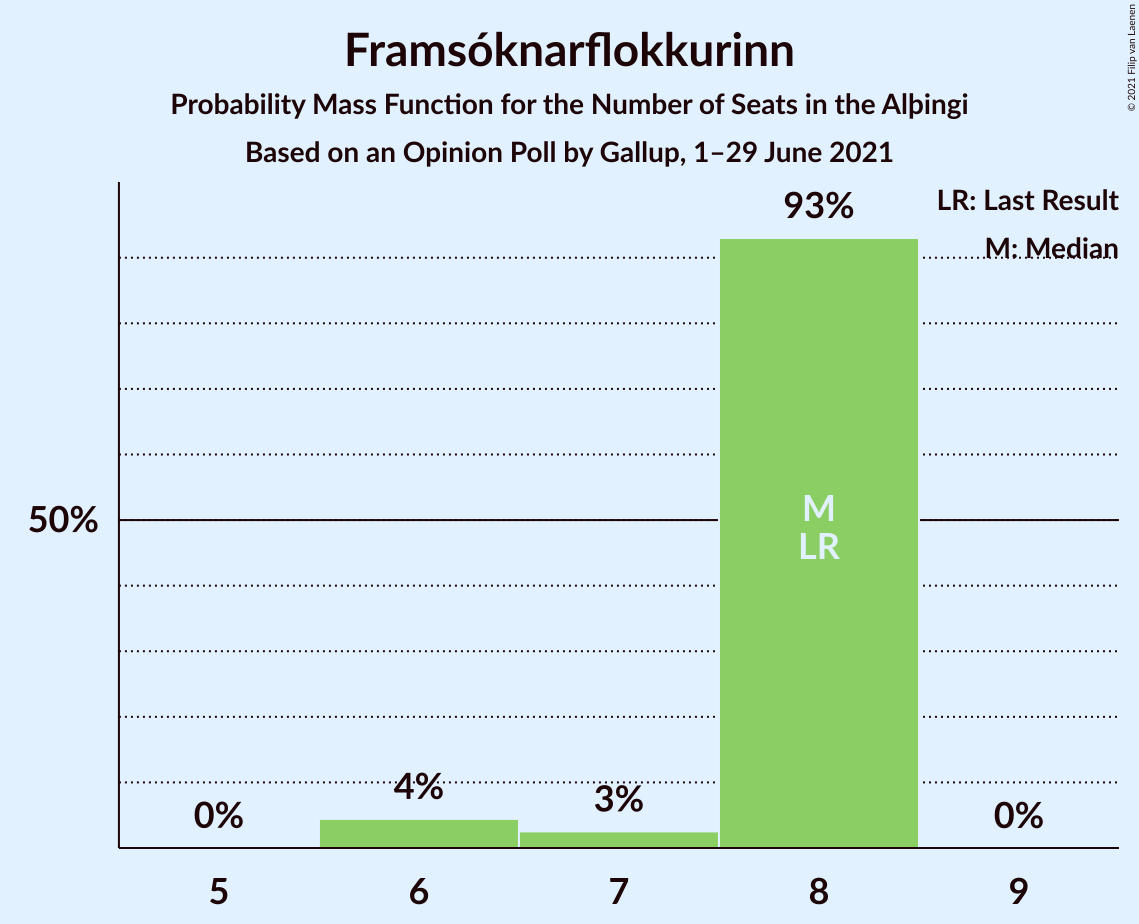 Framsóknarflokkurinn
Probability Mass Function for the Number of Seats in the Alþingi
Based on an Opinion Poll by Gallup, 1–29 June 2021
© 2021 Filip van Laenen
LR: Last Result
M: Median
93%
50%
M
LR
0%
4%
3%
0%
5 6 7 8 9